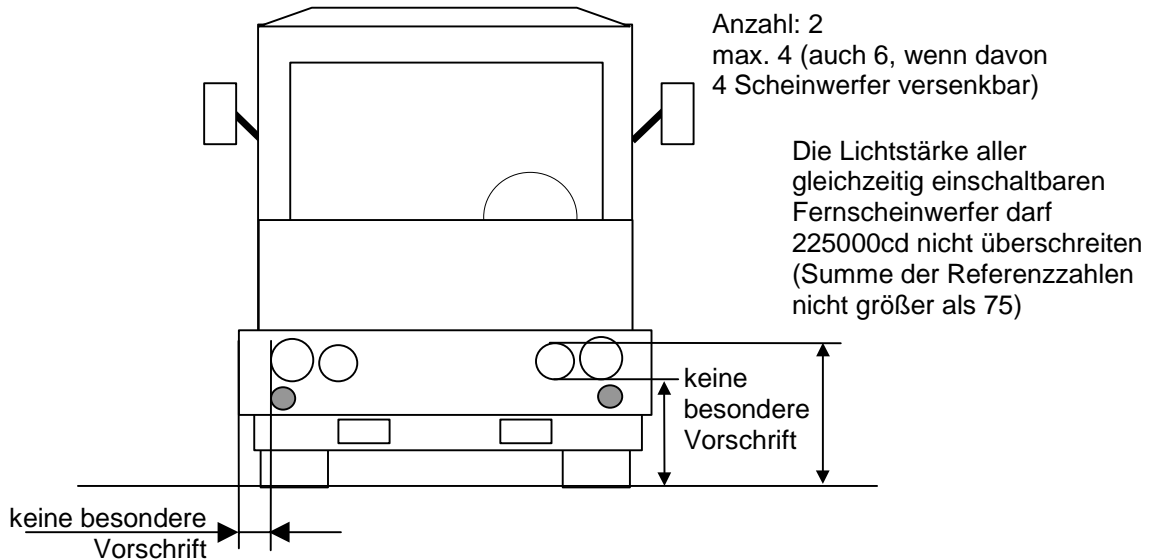 Anzahl: 2
max. 4 (auch 6, wenn davon
4 Scheinwerfer versenkbar)
Die Lichtstärke aller
gleichzeitig einschaltbaren
Fernscheinwerfer darf
225000cd nicht überschreiten
(Summe der Referenzzahlen
nicht größer als 75)
keine
besondere
Vorschrift
keine besondere
Vorschrift